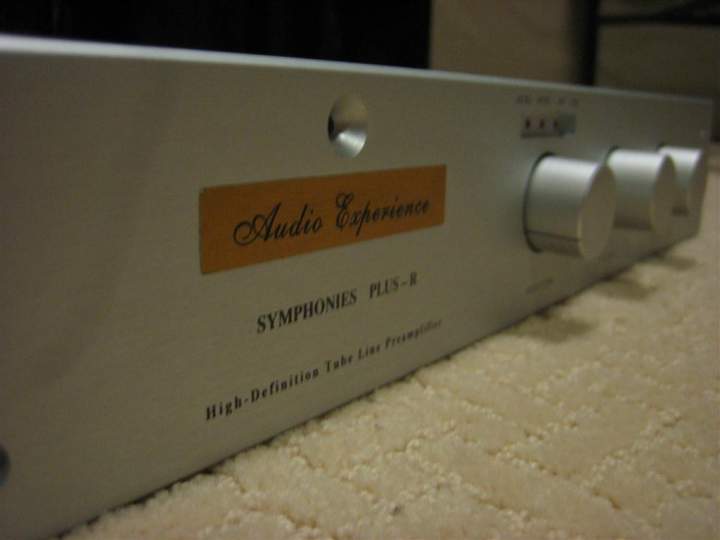 Audio Experience
SYMPHONIES PLUS-R
High-Definition Tube Line Preamplifier